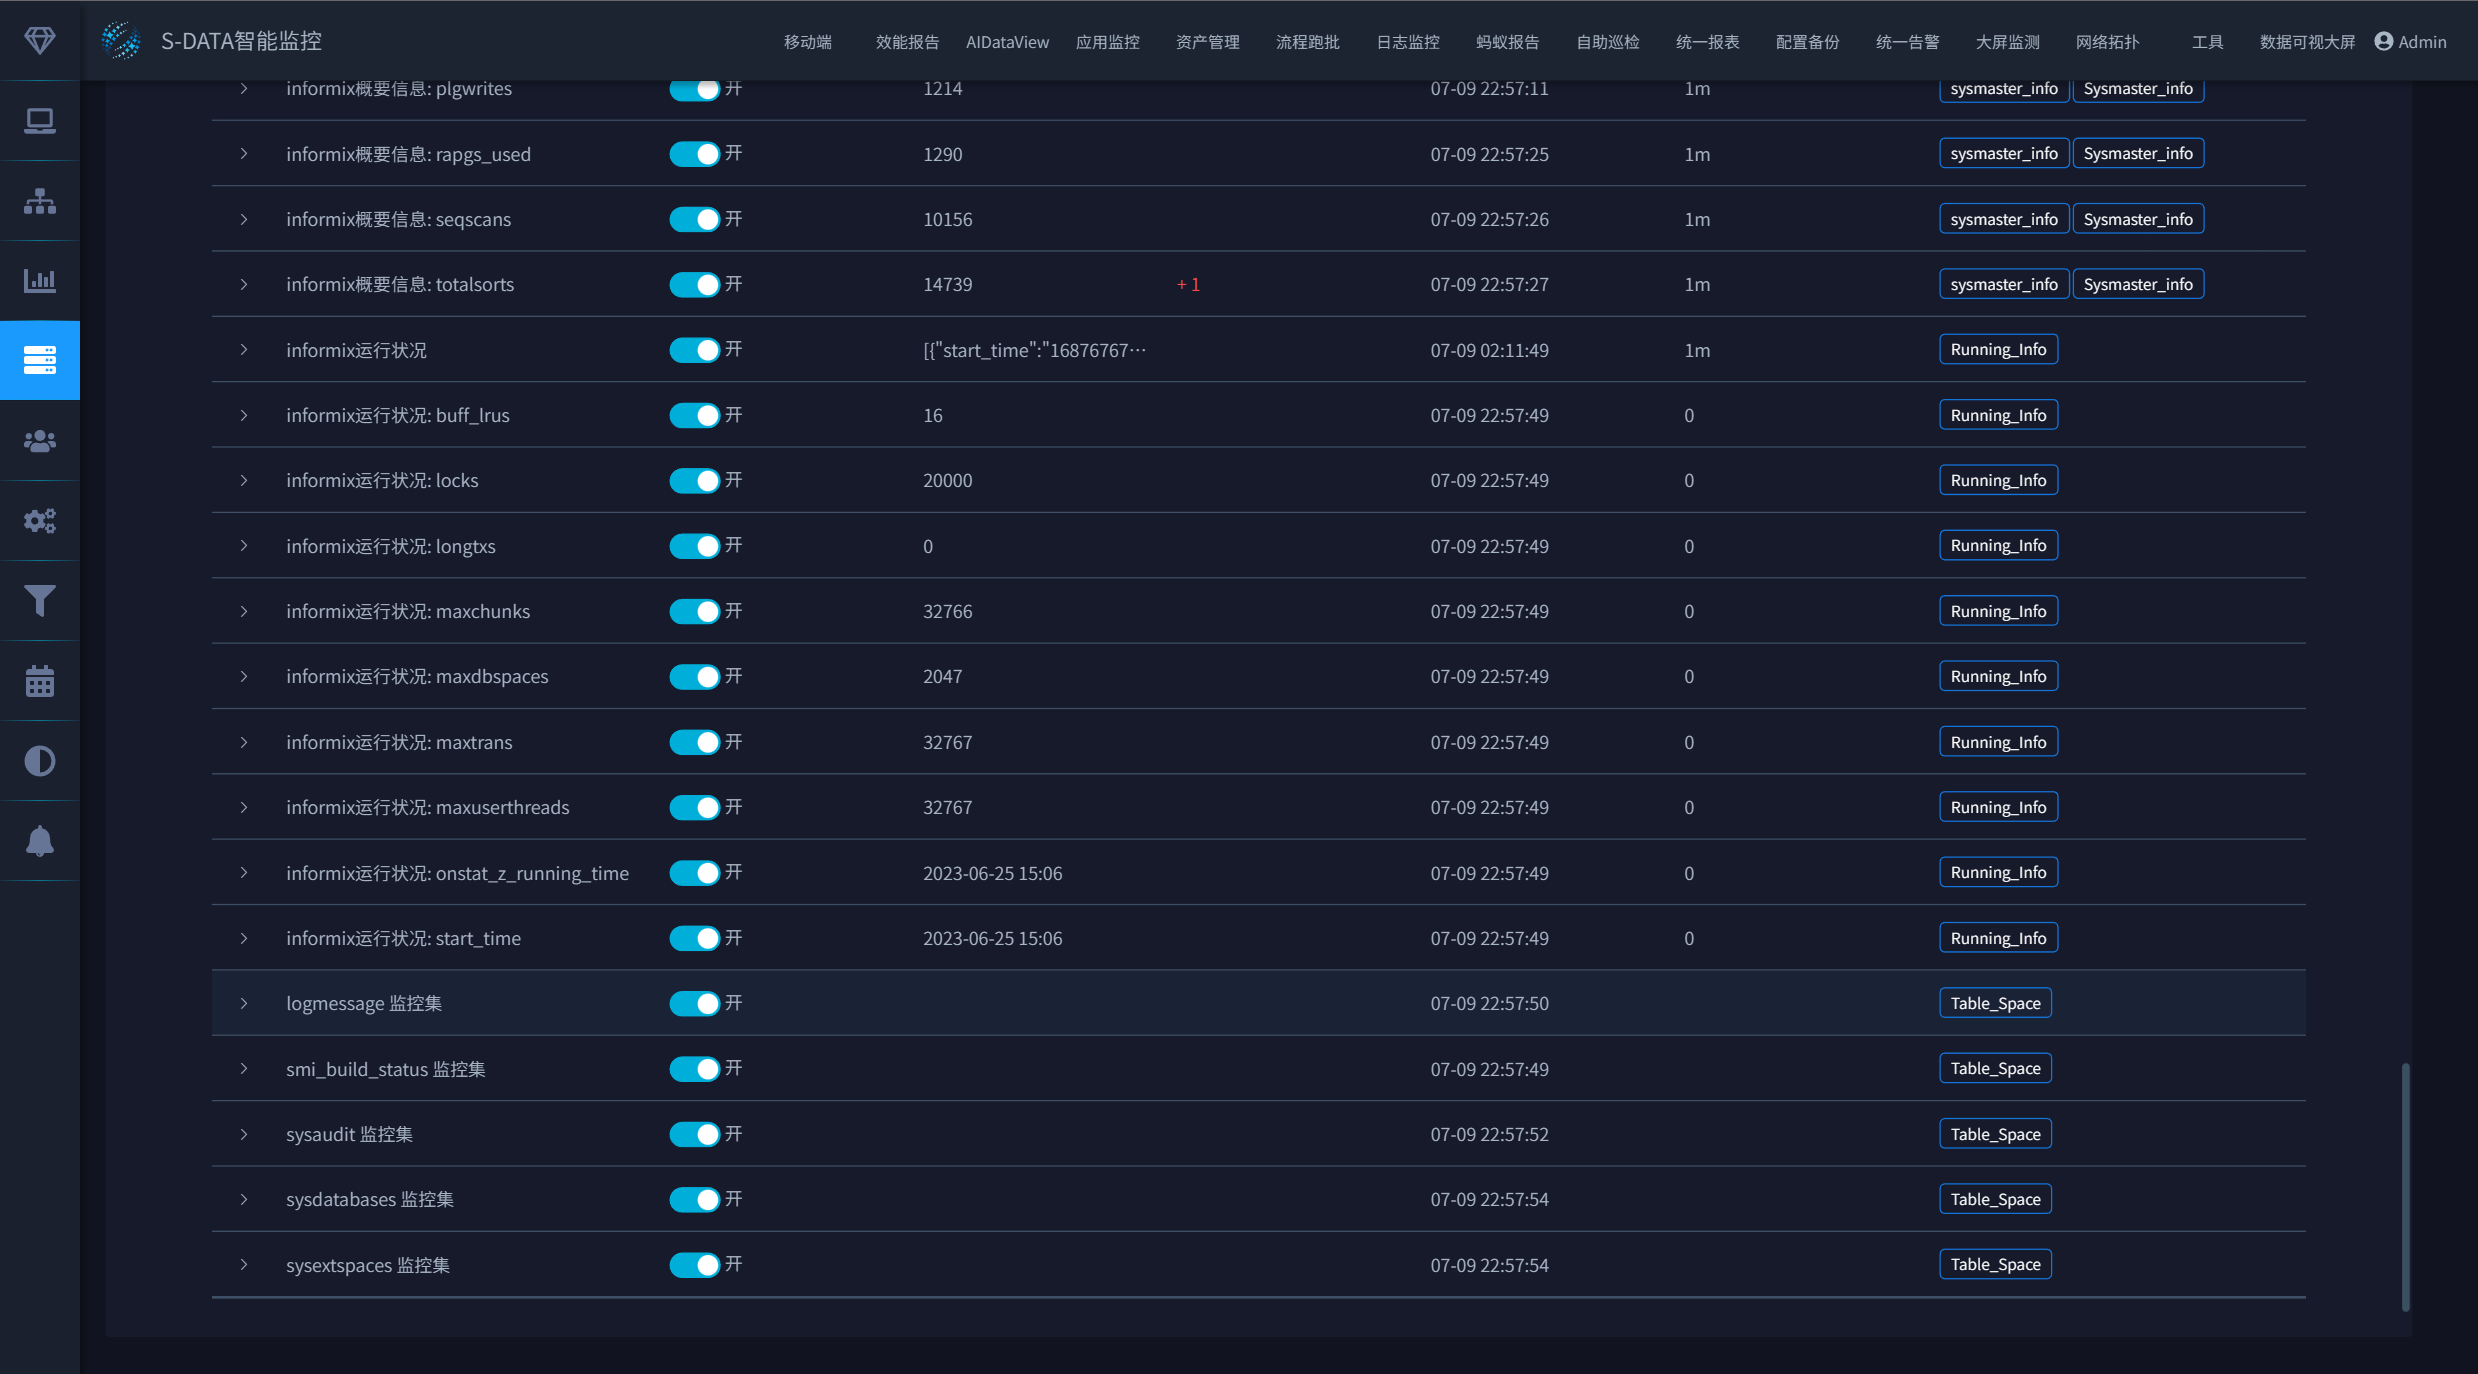 S-DATA智能监控 移动端 效能报告 AIDataView 应用监控 资产管理 流程跑批 日志监控 蚂蚁报告 自助巡检 统一报表 配置备份 统一告警 大屏监测 网络拓扑 工具 数据可视大屏 Admin
informix概要信息: plgwrites 开 1214 07-09 22:57:11 1m sysmaster_info Sysmaster_info
informix概要信息: rapgs_used 开 1290 07-09 22:57:25 1m sysmaster_info Sysmaster_info
informix概要信息: seqscans 开 10156 07-09 22:57:26 1m sysmaster_info Sysmaster_info
informix概要信息: totalsorts 开 14739 + 1 07-09 22:57:27 1m sysmaster_info Sysmaster_info
informix运行状况 开 [{"start_time":"16876767··· 07-09 02:11:49 1m Running_Info
informix运行状况: buff_lrus 开 16 07-09 22:57:49 0 Running_Info
informix运行状况: locks 开 20000 07-09 22:57:49 0 Running_Info
informix运行状况: longtxs 开 0 07-09 22:57:49 0 Running_Info
informix运行状况: maxchunks 开 32766 07-09 22:57:49 0 Running_Info
informix运行状况: maxdbspaces 开 2047 07-09 22:57:49 0 Running_Info
informix运行状况: maxtrans 开 32767 07-09 22:57:49 0 Running_Info
informix运行状况: maxuserthreads 开 32767 07-09 22:57:49 0 Running_Info
informix运行状况: onstat_z_running_time 开 2023-06-25 15:06 07-09 22:57:49 0 Running_Info
informix运行状况: start_time 开 2023-06-25 15:06 07-09 22:57:49 0 Running_Info
logmessage 监控集 开 07-09 22:57:50 Table_Space
smi_build_status 监控集 开 07-09 22:57:49 Table_Space
sysaudit 监控集 开 07-09 22:57:52 Table_Space
sysdatabases 监控集 开 07-09 22:57:54 Table_Space
sysextspaces 监控集 开 07-09 22:57:54 Table_Space